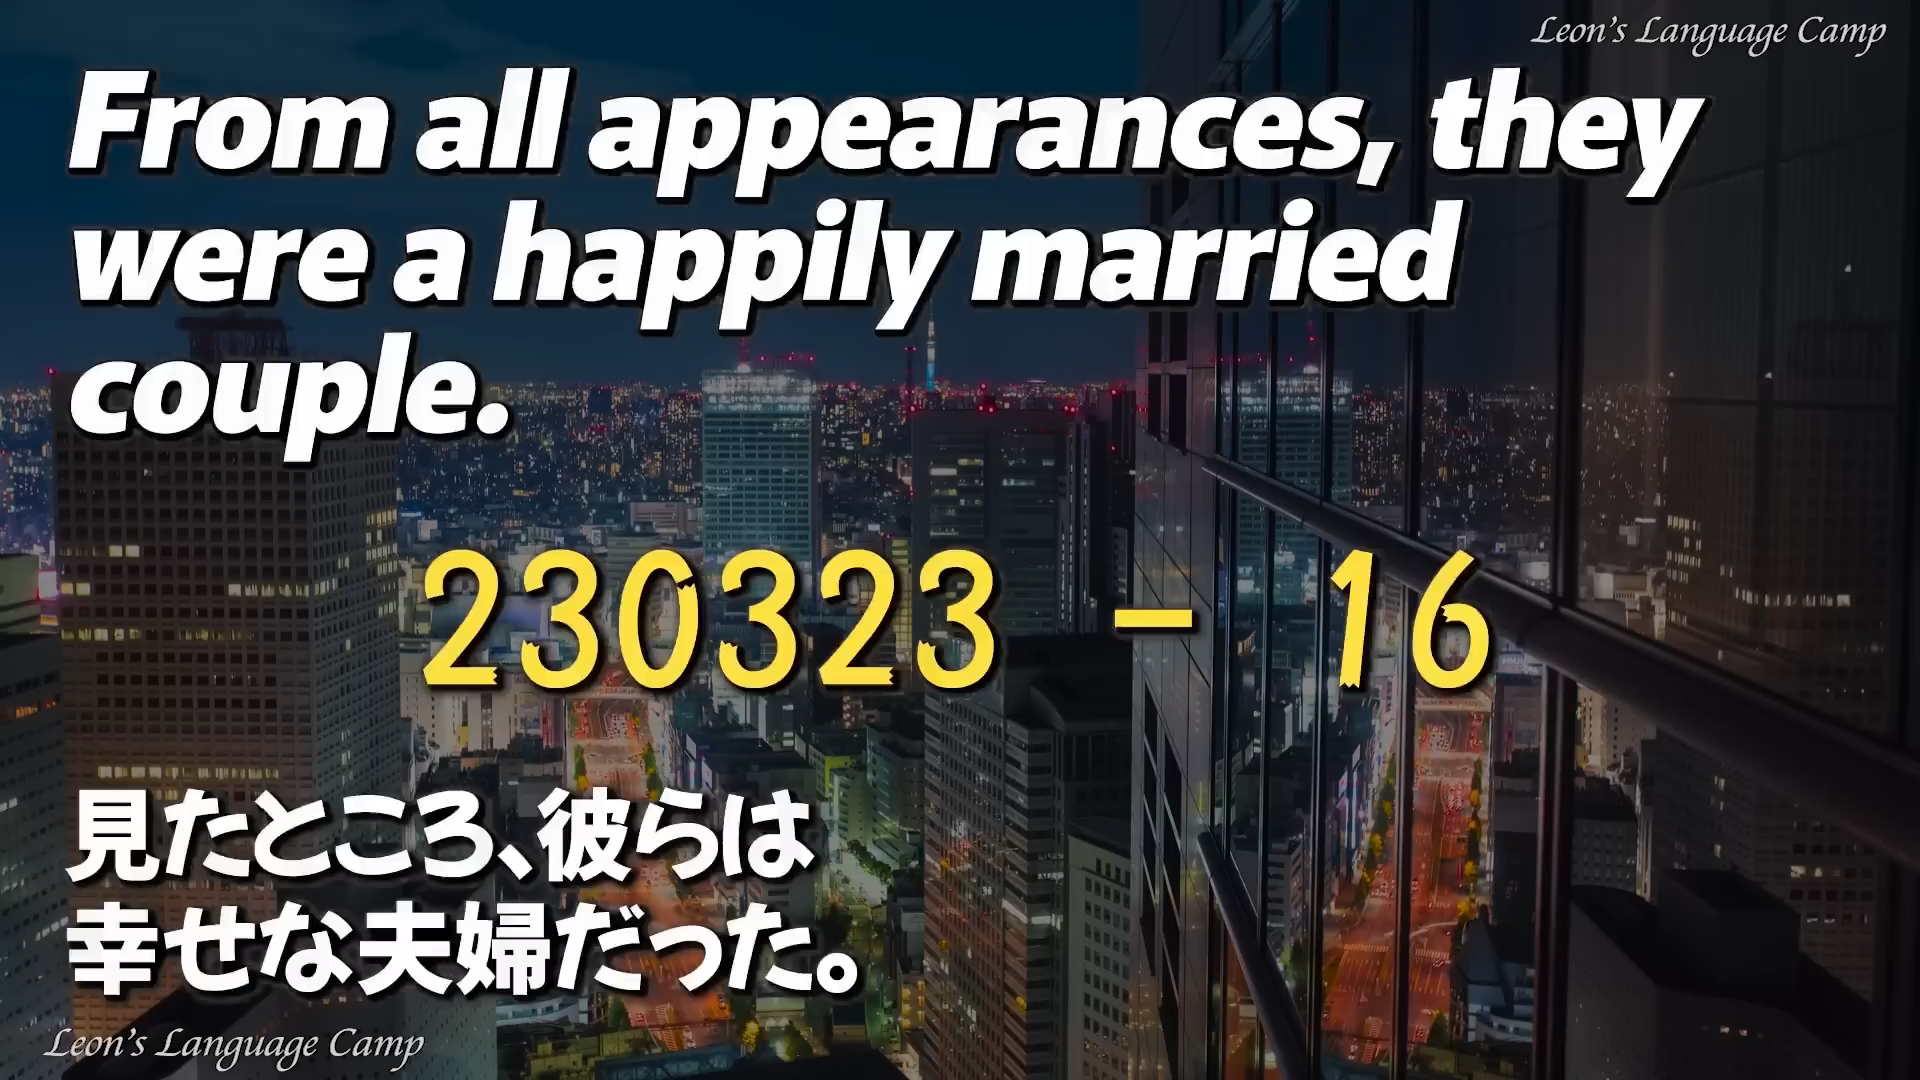 Leon's Language Camp
From all appearances, they
were a happily married
couple.
230323 - 16
見たところ、彼らは
幸せな夫婦だった。
Leon's Language Camp